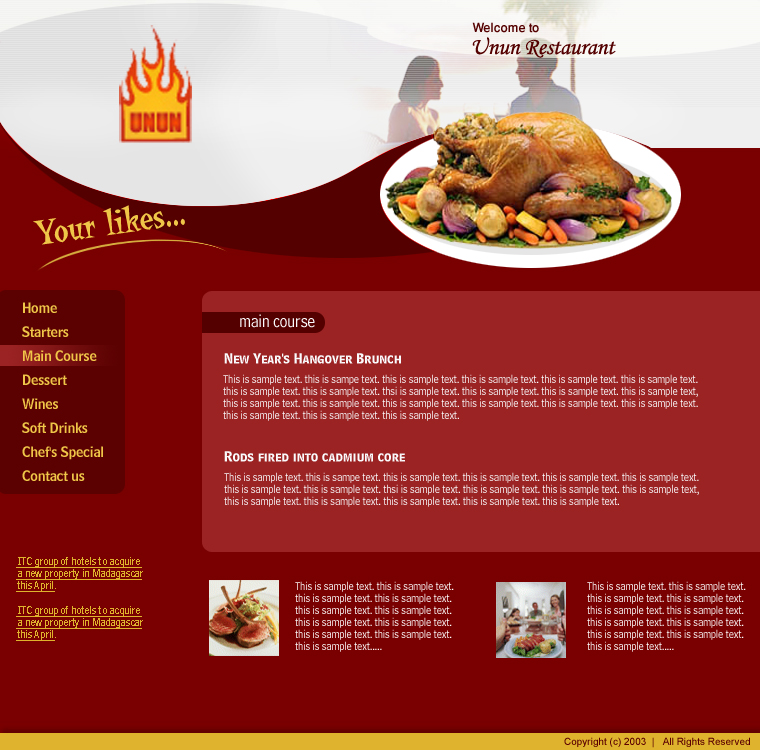 Welcome to
Unun Restaurant
UNUN
Your likes...
Home
Starters
Main Course
Dessert
Wines
Soft Drinks
Chef's Special
Contact us
main course
New Year's Hangover Brunch
This is sample text. this is sampe text. this is sample text. this is sample text. this is sample text. this is sample text.
this is sample text. this is sample text. thsi is sample text. this is sample text. this is sample text. this is sample text,
this is sample text. this is sample text. this is sample text. this is sample text. this is sample text. this is sample text.
this is sample text. this is sample text. this is sample text.
Rods fired into cadmium core
This is sample text. this is sampe text. this is sample text. this is sample text. this is sample text. this is sample text.
this is sample text. this is sample text. thsi is sample text. this is sample text. this is sample text. this is sample text,
this is sample text. this is sample text. this is sample text. this is sample text. this is sample text.
ITC group of hotels to acquire
a new property in Madagascar
this April.
ITC group of hotels to acquire
a new property in Madagascar
this April.
This is sample text. this is sample text.
this is sample text. this is sample text.
this is sample text. this is sample text.
this is sample text. this is sample text.
this is sample text. this is sample text.
this is sample text.....
This is sample text. this is sample text.
this is sample text. this is sample text.
this is sample text. this is sample text.
this is sample text. this is sample text.
this is sample text. this is sample text.
this is sample text.....
Copyright (c) 2003 | All Rights Reserved